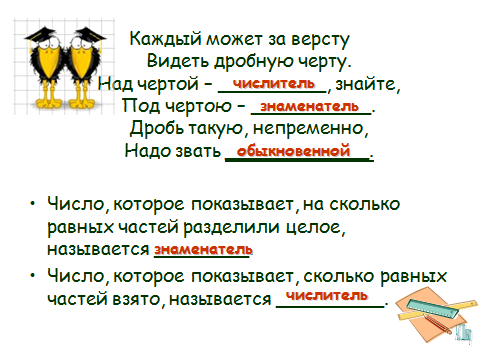 Каждый может за версту
Видеть дробную черту.
Над чертой – числитель, знайте,
Под чертою – знаменатель.
Дробь такую, непременно,
Надо звать обыкновенной.
• Число, которое показывает, на сколько
равных частей разделили целое,
называется знаменатель
• Число, которое показывает, сколько равных
частей взято, называется числитель.